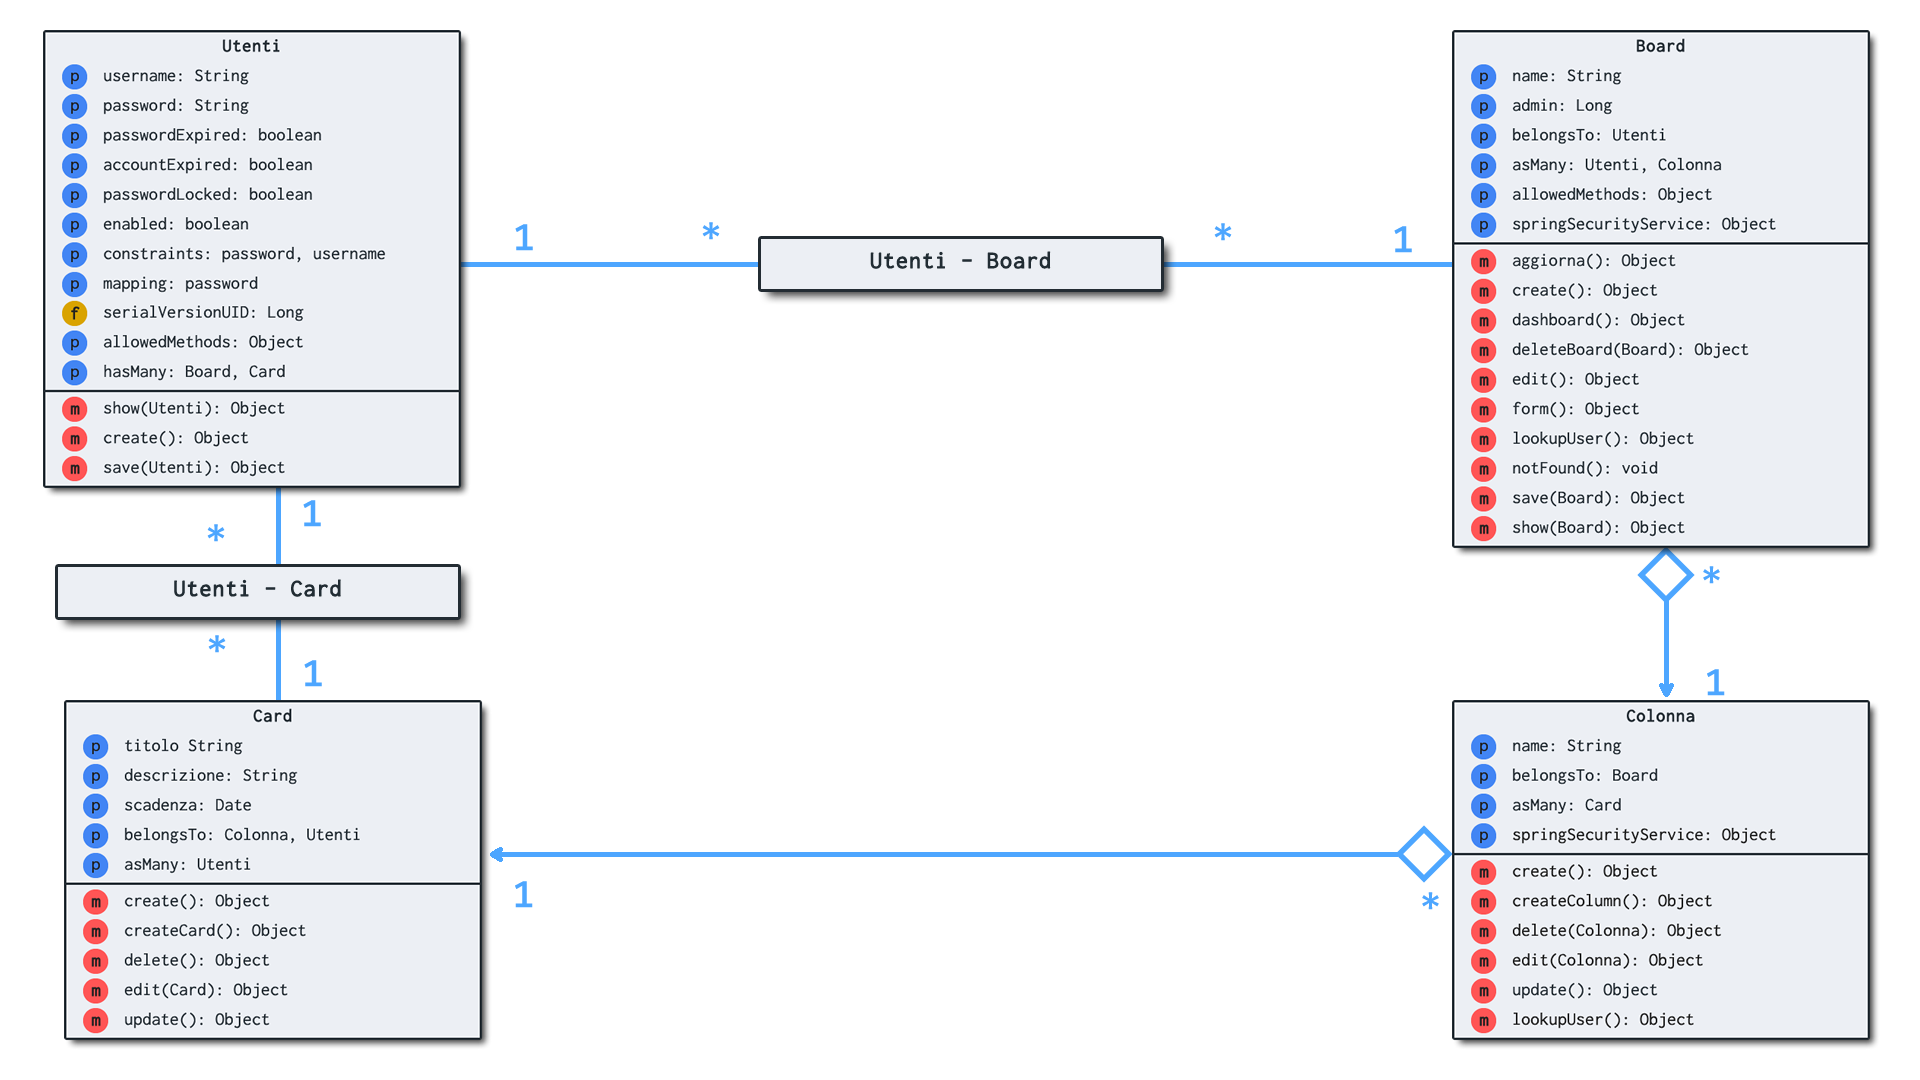 Utenti
p username: String
p password: String
p passwordExpired: boolean
p accountExpired: boolean
p passwordLocked: boolean
p enabled: boolean
p constraints: password, username
p mapping: password
f serialVersionUID: Long
p allowedMethods: Object
p hasMany: Board, Card
m show(Utenti): Object
m create(): Object
m save(Utenti): Object
1
*
Utenti - Board
*
1
Board
p name: String
p admin: Long
p belongsTo: Utenti
p asMany: Utenti, Colonna
p allowedMethods: Object
p springSecurityService: Object
m aggiorna(): Object
m create(): Object
m dashboard(): Object
m deleteBoard(Board): Object
m edit(): Object
m form(): Object
m lookupUser(): Object
m notFound(): void
m save(Board): Object
m show(Board): Object
1
*
Utenti - Card
*
1
*
1
Card
p titolo String
p descrizione: String
p scadenza: Date
p belongsTo: Colonna, Utenti
p asMany: Utenti
m create(): Object
m createCard(): Object
m delete(): Object
m edit(Card): Object
m update(): Object
1
*
Colonna
p name: String
p belongsTo: Board
p asMany: Card
p springSecurityService: Object
m create(): Object
m createColumn(): Object
m delete(Colonna): Object
m edit(Colonna): Object
m update(): Object
m lookupUser(): Object